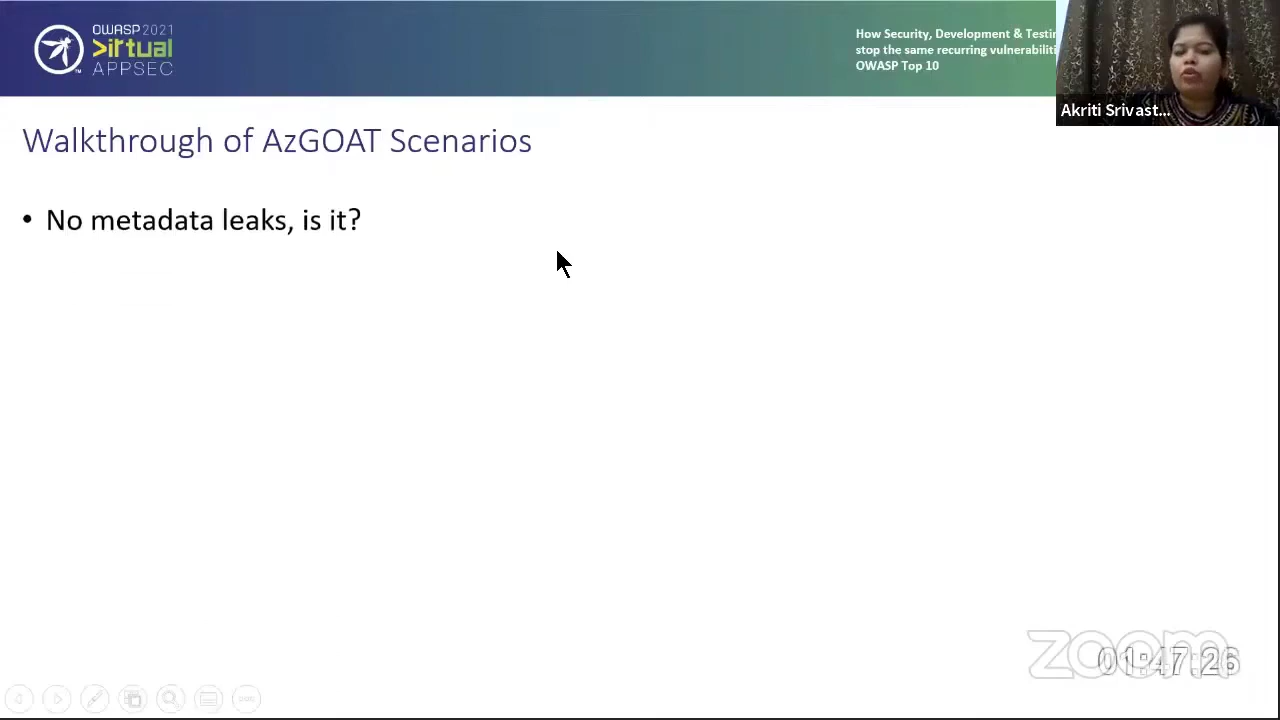 OWASP 2021
>irtual
APPSEC
How Security, Development & Testin
stop the same recurring vulnerabiliti
OWASP Top 10
Akriti Srivast...
Walkthrough of AzGOAT Scenarios
• No metadata leaks, is it?
zoom
01:47:26